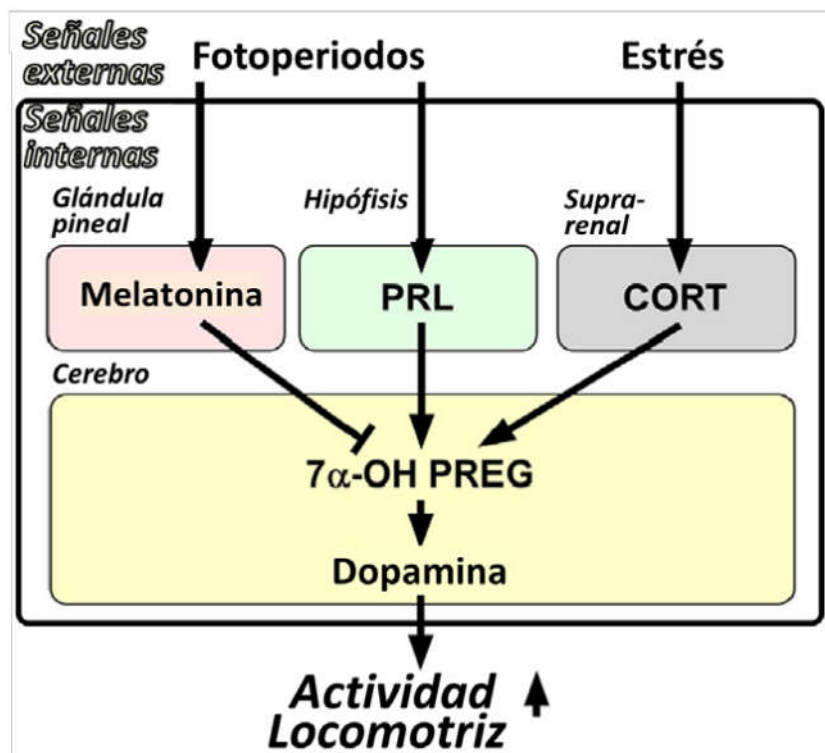 Señales
externas
Fotoperiodos
Estrés
Señales
internas
Glándula
pineal
Hipófisis
Supra-
renal
Melatonina
PRL
CORT
Cerebro
7α-OH PREG
Dopamina
Actividad
Locomotriz